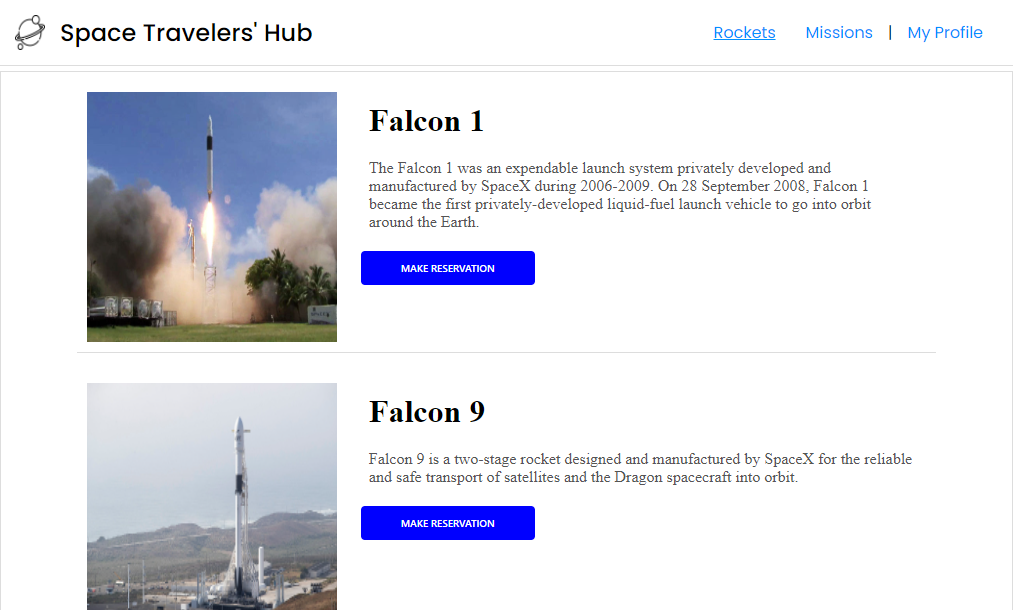 Space Travelers' Hub
Rockets
Missions
|
My Profile
Falcon 1
The Falcon 1 was an expendable launch system privately developed and
manufactured by SpaceX during 2006-2009. On 28 September 2008, Falcon 1
became the first privately-developed liquid-fuel launch vehicle to go into orbit
around the Earth.
MAKE RESERVATION
Falcon 9
Falcon 9 is a two-stage rocket designed and manufactured by SpaceX for the reliable
and safe transport of satellites and the Dragon spacecraft into orbit.
MAKE RESERVATION